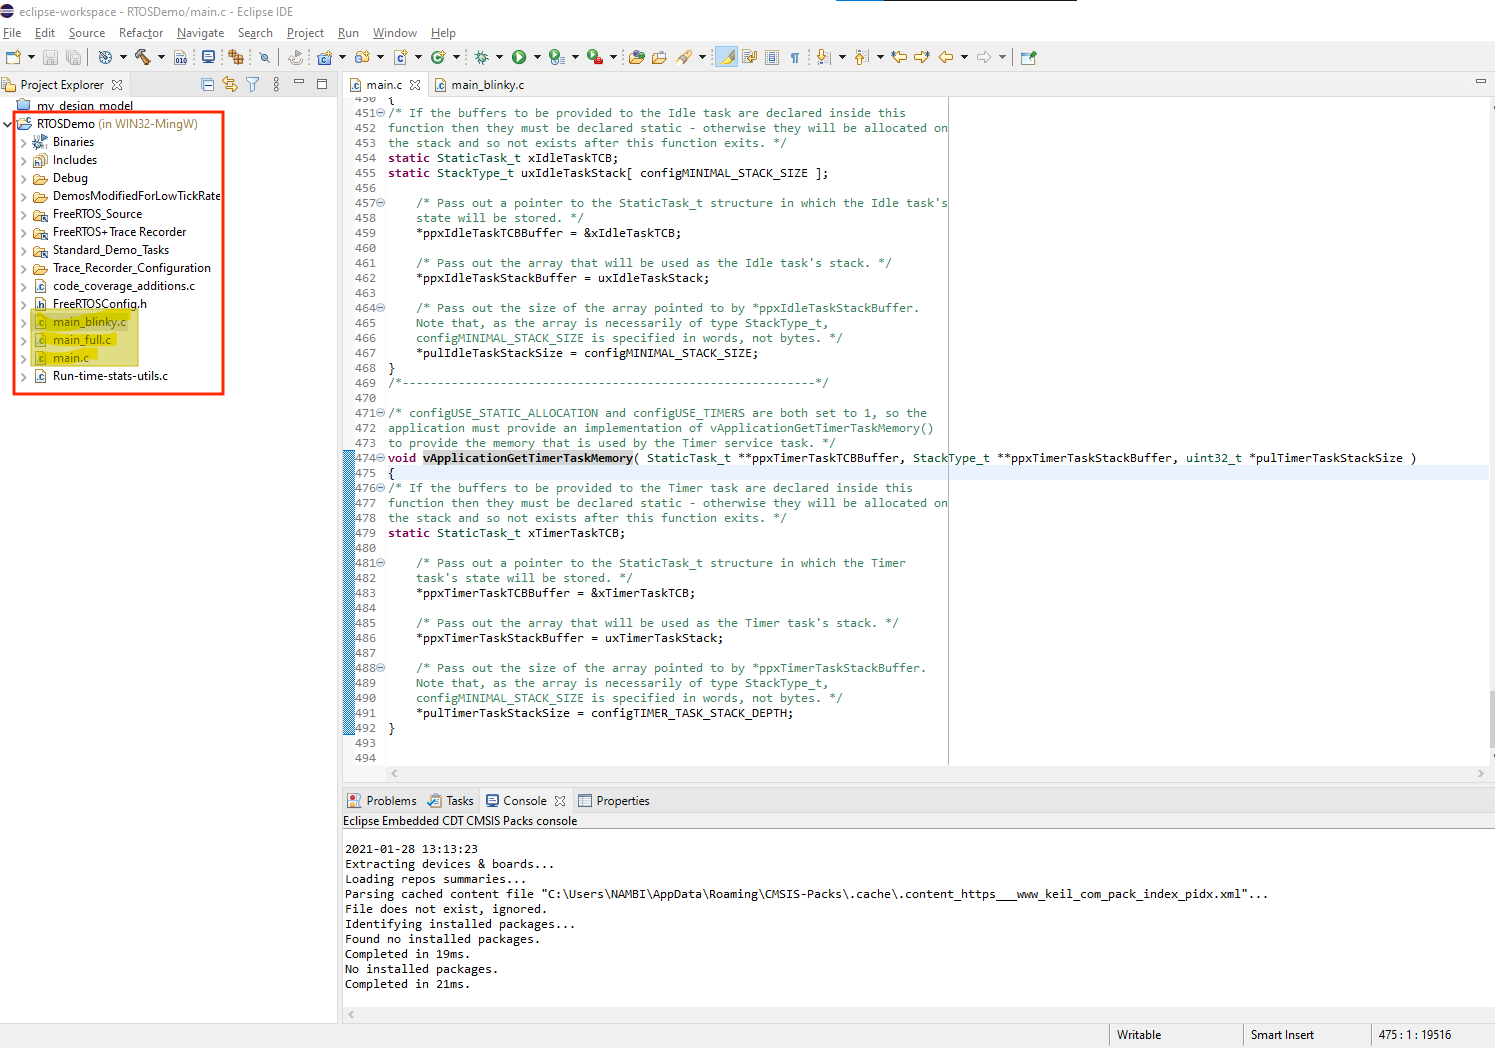 eclipse-workspace - RTOSDemo/main.c - Eclipse IDE
File Edit Source Refactor Navigate Search Project Run Window Help
Project Explorer
my_design_model
RTOSDemo (in WIN32-MingW)
Binaries
Includes
Debug
DemosModifiedForLowTickRate
FreeRTOS_Source
FreeRTOS+Trace Recorder
Standard_Demo_Tasks
Trace_Recorder_Configuration
code_coverage_additions.c
FreeRTOSConfig.h
main_blinky.c
main_full.c
main.c
Run-time-stats-utils.c
main.c main_blinky.c
450 {
451 /* If the buffers to be provided to the Idle task are declared inside this
452 function then they must be declared static - otherwise they will be allocated on
453 the stack and so not exists after this function exits. */
454 static StaticTask_t xIdleTaskTCB;
455 static StackType_t uxIdleTaskStack[ configMINIMAL_STACK_SIZE ];
456
457 /* Pass out a pointer to the StaticTask_t structure in which the Idle task's
458 state will be stored. */
459 *ppxIdleTaskTCBBuffer = &xIdleTaskTCB;
460
461 /* Pass out the array that will be used as the Idle task's stack. */
462 *ppxIdleTaskStackBuffer = uxIdleTaskStack;
463
464 /* Pass out the size of the array pointed to by *ppxIdleTaskStackBuffer.
465 Note that, as the array is necessarily of type StackType_t,
466 configMINIMAL_STACK_SIZE is specified in words, not bytes. */
467 *pulIdleTaskStackSize = configMINIMAL_STACK_SIZE;
468 }
469 /*-----------------------------------------------------------*/
470
471 /* configUSE_STATIC_ALLOCATION and configUSE_TIMERS are both set to 1, so the
472 application must provide an implementation of vApplicationGetTimerTaskMemory()
473 to provide the memory that is used by the Timer service task. */
474 void vApplicationGetTimerTaskMemory( StaticTask_t **ppxTimerTaskTCBBuffer, StackType_t **ppxTimerTaskStackBuffer, uint32_t *pulTimerTaskStackSize )
475 {
476 /* If the buffers to be provided to the Timer task are declared inside this
477 function then they must be declared static - otherwise they will be allocated on
478 the stack and so not exists after this function exits. */
479 static StaticTask_t xTimerTaskTCB;
480
481 /* Pass out a pointer to the StaticTask_t structure in which the Timer
482 task's state will be stored. */
483 *ppxTimerTaskTCBBuffer = &xTimerTaskTCB;
484
485 /* Pass out the array that will be used as the Timer task's stack. */
486 *ppxTimerTaskStackBuffer = uxTimerTaskStack;
487
488 /* Pass out the size of the array pointed to by *ppxTimerTaskStackBuffer.
489 Note that, as the array is necessarily of type StackType_t,
490 configMINIMAL_STACK_SIZE is specified in words, not bytes. */
491 *pulTimerTaskStackSize = configTIMER_TASK_STACK_DEPTH;
492 }
493
494
Problems Tasks Console Properties
Eclipse Embedded CDT CMSIS Packs console
2021-01-28 13:13:23
Extracting devices & boards...
Loading repos summaries...
Parsing cached content file "C:\Users\NAMBI\AppData\Roaming\CMSIS-Packs\.cache\.content_https___www_keil_com_pack_index_pidx.xml"...
File does not exist, ignored.
Identifying installed packages...
Found no installed packages.
Completed in 19ms.
No installed packages.
Completed in 21ms.
Writable Smart Insert 475 : 1 : 19516